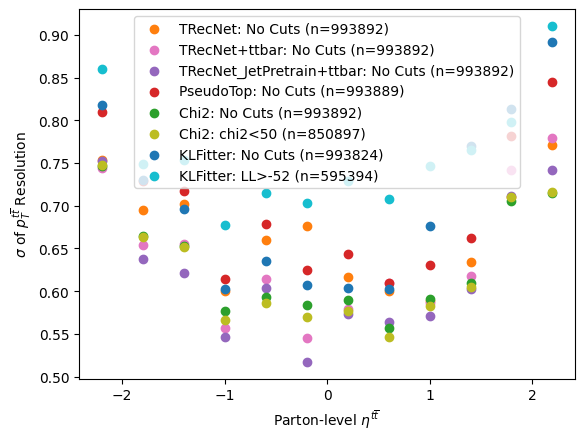 TRecNet: No Cuts (n=993892)
TRecNet+ttbar: No Cuts (n=993892)
TRecNet_JetPretrain+ttbar: No Cuts (n=993892)
PseudoTop: No Cuts (n=993889)
Chi2: No Cuts (n=993892)
Chi2: chi2<50 (n=850897)
KLFitter: No Cuts (n=993824)
KLFitter: LL>-52 (n=595394)
σ of p_T^{tt̅} Resolution
0.90
0.85
0.80
0.75
0.70
0.65
0.60
0.55
0.50
−2
−1
0
1
2
Parton-level η^{tt̅}